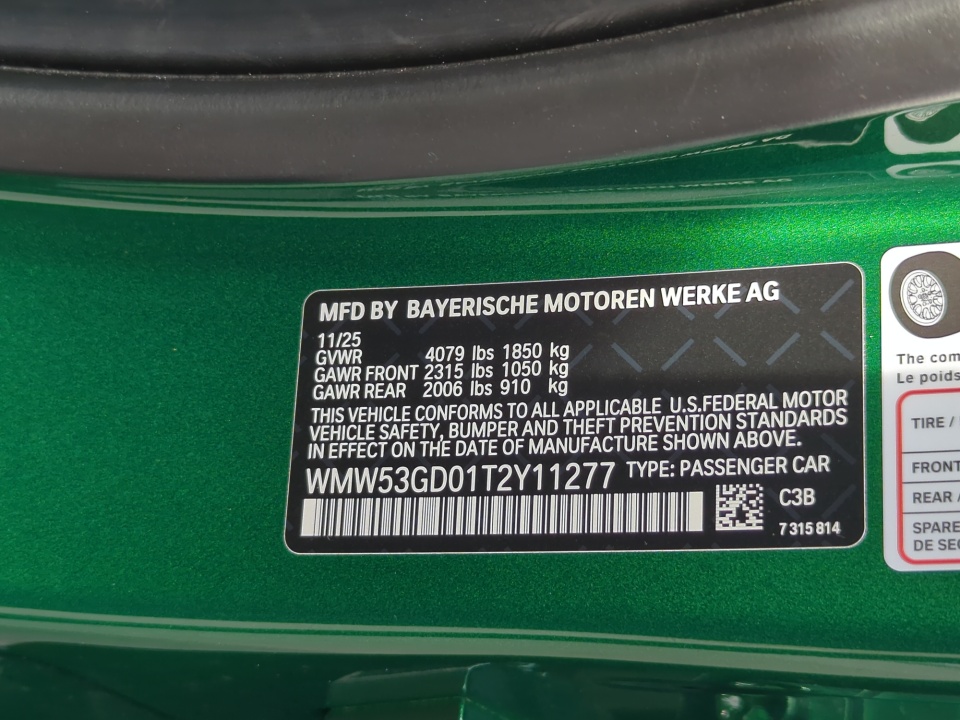 MFD BY BAYERISCHE MOTOREN WERKE AG
11/25
GVWR 4079 lbs 1850 kg
GAWR FRONT 2315 lbs 1050 kg
GAWR REAR 2006 lbs 910 kg
THIS VEHICLE CONFORMS TO ALL APPLICABLE U.S.FEDERAL MOTOR
VEHICLE SAFETY, BUMPER AND THEFT PREVENTION STANDARDS
IN EFFECT ON THE DATE OF MANUFACTURE SHOWN ABOVE.
WMW53GD01T2Y11277 TYPE: PASSENGER CAR
C3B
7315814
The com
Le poids
TIRE /
FRONT
REAR /
SPARE
DE SEC